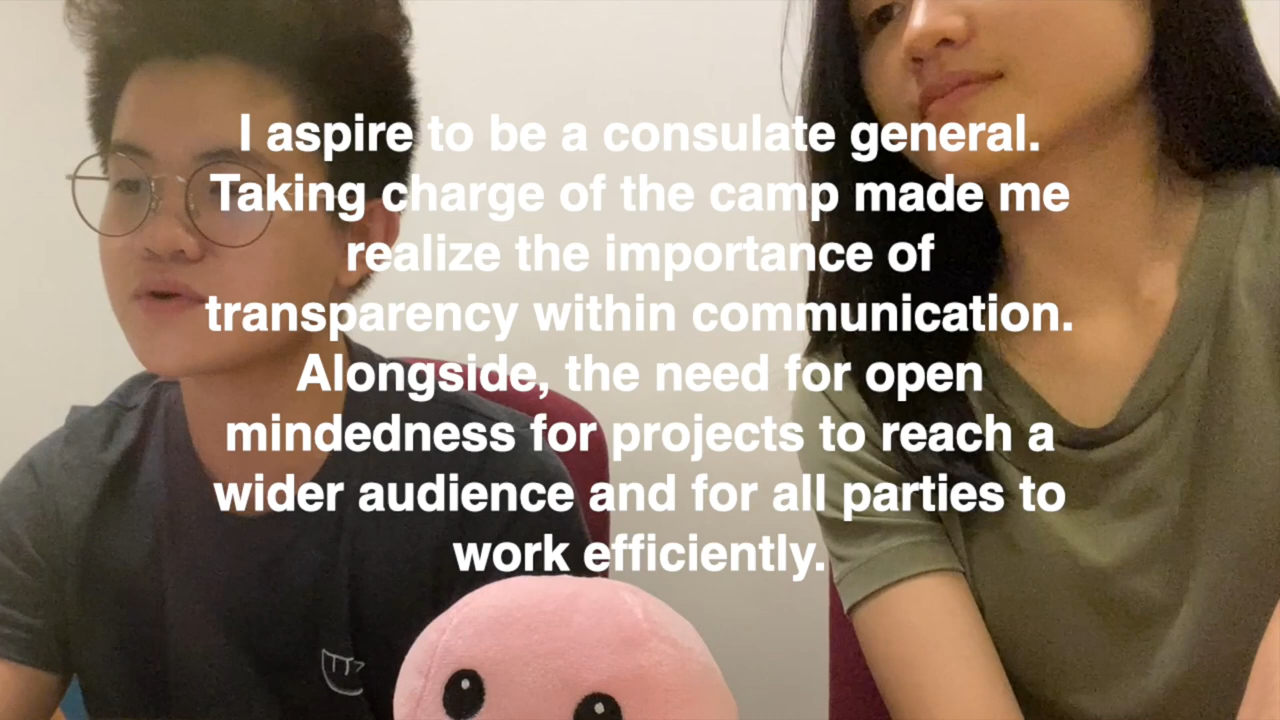 I aspire to be a consulate general.
Taking charge of the camp made me
realize the importance of
transparency within communication.
Alongside, the need for open
mindedness for projects to reach a
wider audience and for all parties to
work efficiently.